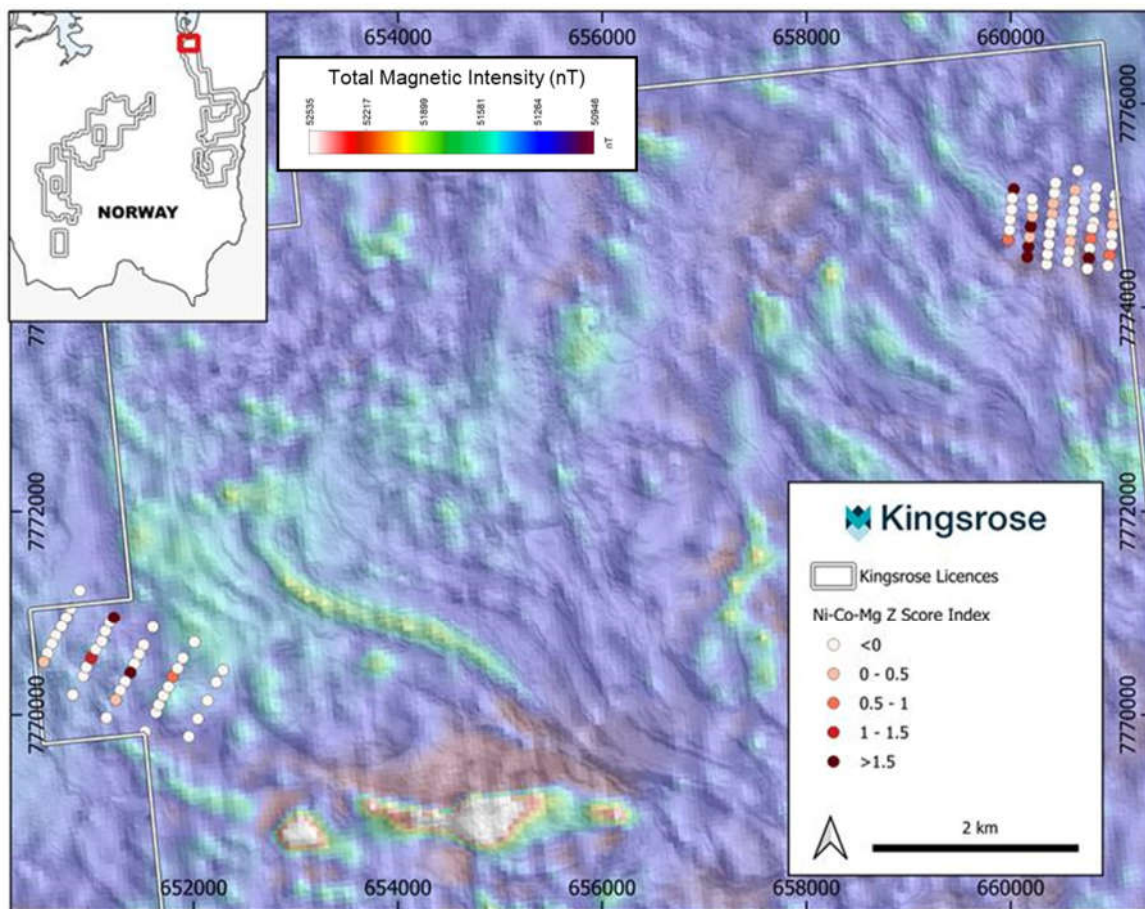 654000
656000
658000
660000
Total Magnetic Intensity (nT)
52535
52217
51899
51581
51264
50946
nT
NORWAY
7776000
7774000
7772000
7772000
7770000
7770000
Kingsrose
Kingsrose Licences
Ni-Co-Mg Z Score Index
<0
0 - 0.5
0.5 - 1
1 - 1.5
>1.5
2 km
652000
654000
656000
658000
660000